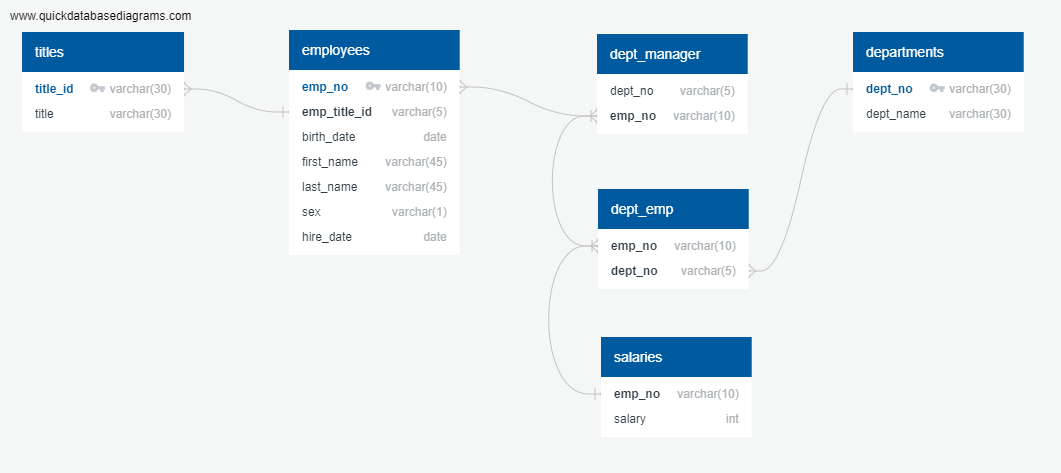 www.quickdatabasediagrams.com
titles
title_id varchar(30)
title varchar(30)
employees
emp_no varchar(10)
emp_title_id varchar(5)
birth_date date
first_name varchar(45)
last_name varchar(45)
sex varchar(1)
hire_date date
dept_manager
dept_no varchar(5)
emp_no varchar(10)
departments
dept_no varchar(30)
dept_name varchar(30)
dept_emp
emp_no varchar(10)
dept_no varchar(5)
salaries
emp_no varchar(10)
salary int